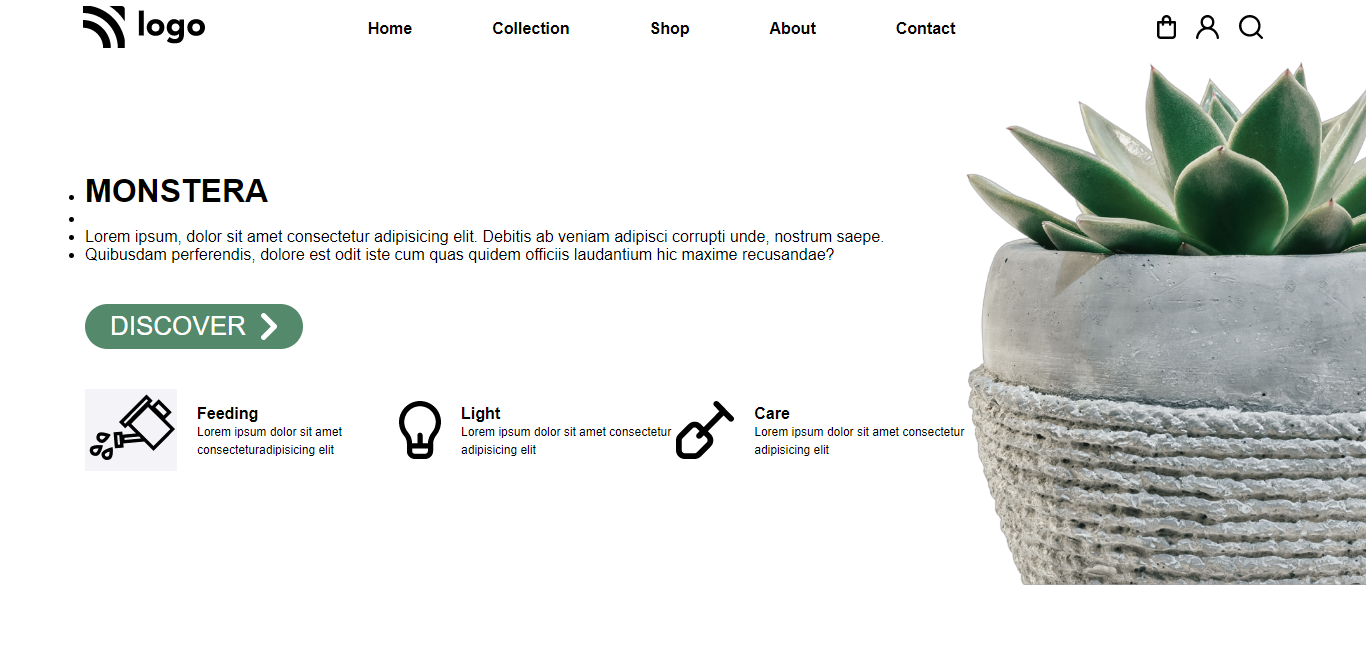 logo
Home Collection Shop About Contact
MONSTERA
Lorem ipsum, dolor sit amet consectetur adipisicing elit. Debitis ab veniam adipisci corrupti unde, nostrum saepe.
Quibusdam perferendis, dolore est odit iste cum quas quidem officiis laudantium hic maxime recusandae?
DISCOVER
Feeding
Lorem ipsum dolor sit amet
consecteturadipisicing elit
Light
Lorem ipsum dolor sit amet consectetur
adipisicing elit
Care
Lorem ipsum dolor sit amet consectetur
adipisicing elit